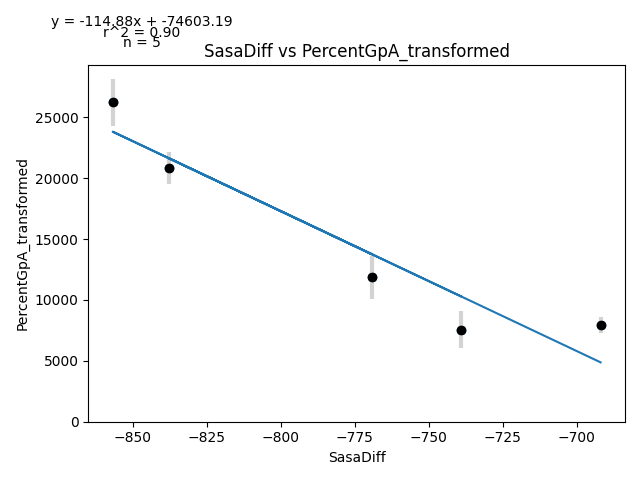 y = -114.88x + -74603.19
r^2 = 0.90
n = 5
SasaDiff vs PercentGpA_transformed
PercentGpA_transformed
25000
20000
15000
10000
5000
0
−850
−825
−800
−775
−750
−725
−700
SasaDiff